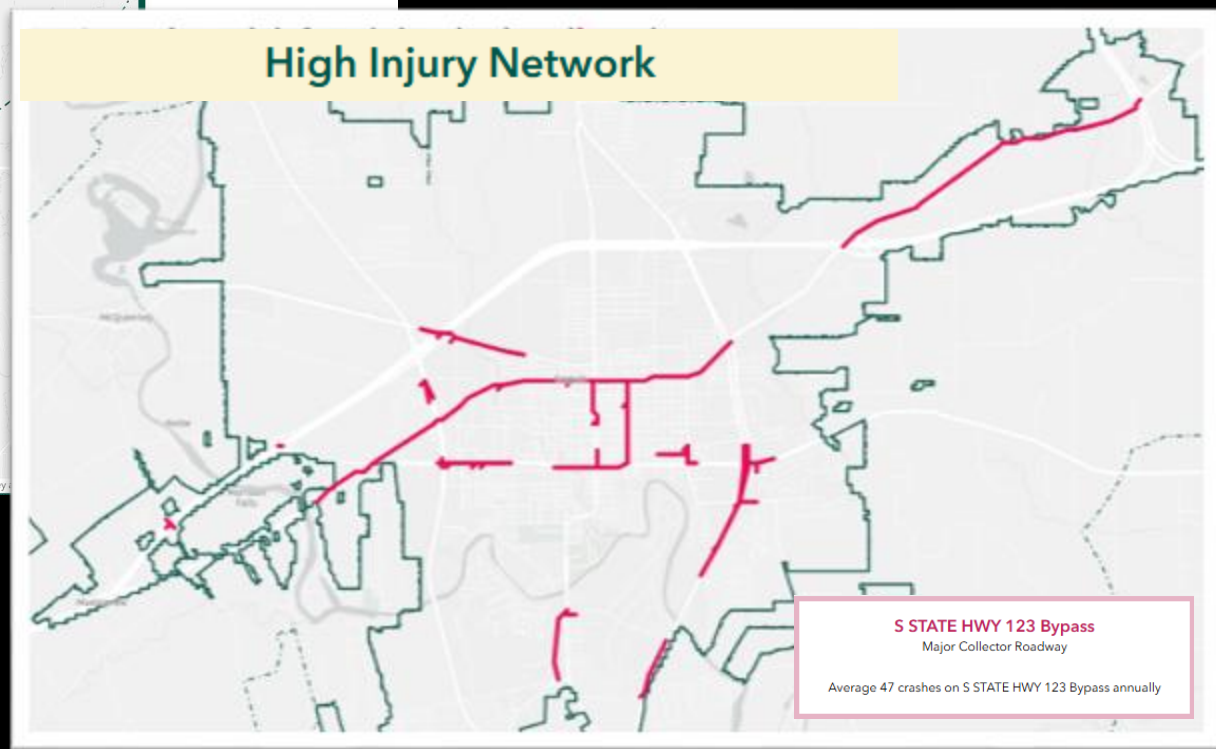 High Injury Network
McQueeney
S STATE HWY 123 Bypass
Major Collector Roadway
Average 47 crashes on S STATE HWY 123 Bypass annually